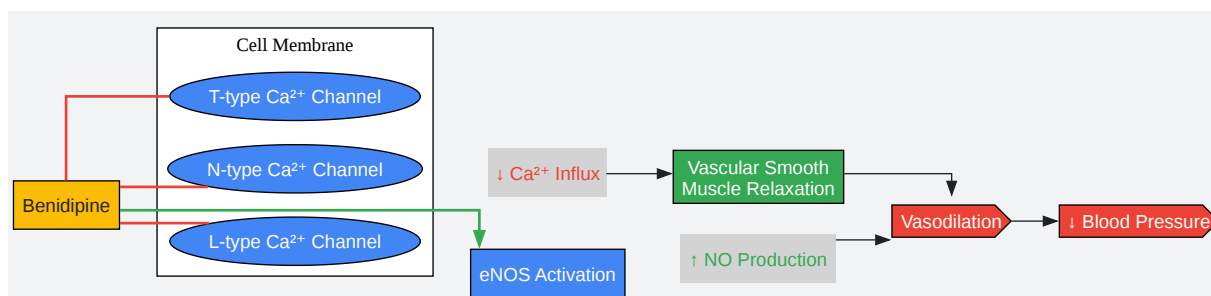 Cell Membrane
T-type Ca²⁺ Channel
N-type Ca²⁺ Channel
Benidipine
L-type Ca²⁺ Channel
eNOS Activation
↓ Ca²⁺ Influx
Vascular Smooth
Muscle Relaxation
↑ NO Production
Vasodilation
↓ Blood Pressure